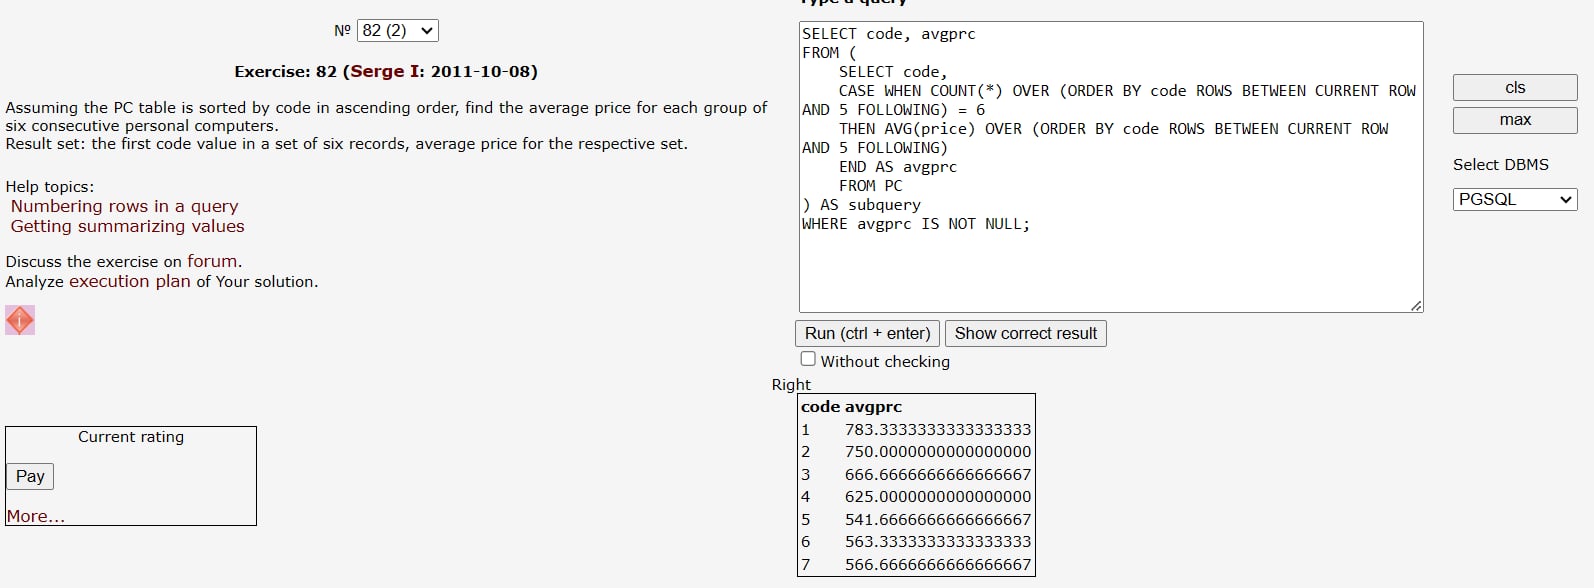 Nº 82 (2)
Exercise: 82 (Serge I: 2011-10-08)
Assuming the PC table is sorted by code in ascending order, find the average price for each group of
six consecutive personal computers.
Result set: the first code value in a set of six records, average price for the respective set.
Help topics:
Numbering rows in a query
Getting summarizing values
Discuss the exercise on forum.
Analyze execution plan of Your solution.
Current rating
Pay
More...
Type a query
SELECT code, avgprc
FROM (
    SELECT code,
    CASE WHEN COUNT(*) OVER (ORDER BY code ROWS BETWEEN CURRENT ROW
AND 5 FOLLOWING) = 6
    THEN AVG(price) OVER (ORDER BY code ROWS BETWEEN CURRENT ROW
AND 5 FOLLOWING)
    END AS avgprc
    FROM PC
) AS subquery
WHERE avgprc IS NOT NULL;
cls
max
Select DBMS
PGSQL
Run (ctrl + enter) Show correct result
Without checking
Right
code avgprc
1 783.3333333333333333
2 750.0000000000000000
3 666.6666666666666667
4 625.0000000000000000
5 541.6666666666666667
6 563.3333333333333333
7 566.6666666666666667